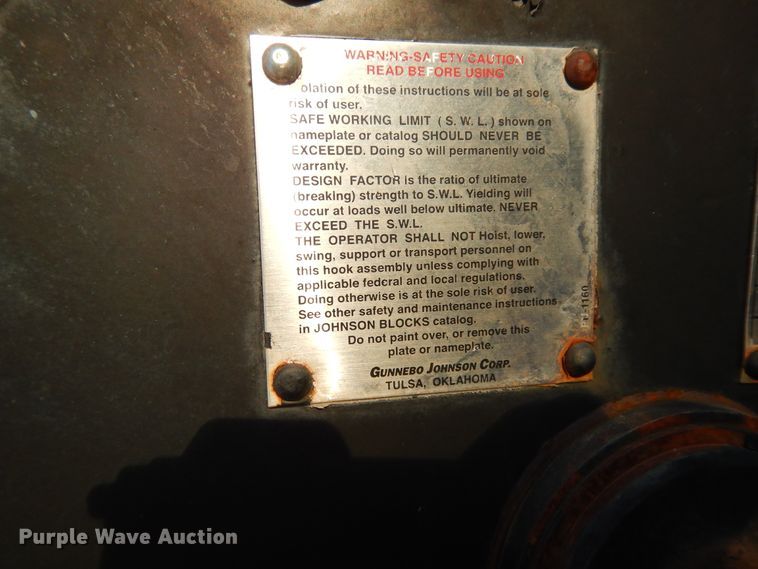 WARNING-SAFETY CAUTION
READ BEFORE USING
olation of these instructions will be at sole
risk of user.
SAFE WORKING LIMIT ( S. W. L. ) shown on
nameplate or catalog SHOULD NEVER BE
EXCEEDED. Doing so will permanently void
warranty.
DESIGN FACTOR is the ratio of ultimate
(breaking) strength to S.W.L. Yielding will
occur at loads well below ultimate. NEVER
EXCEED THE S.W.L.
THE OPERATOR SHALL NOT Hoist, lower,
swing, support or transport personnel on
this hook assembly unless complying with
applicable federal and local regulations.
Doing otherwise is at the sole risk of user.
See other safety and maintenance instructions
in JOHNSON BLOCKS catalog.
Do not paint over, or remove this
plate or nameplate.
GUNNEBO JOHNSON CORP.
TULSA, OKLAHOMA
-1160
Purple Wave Auction